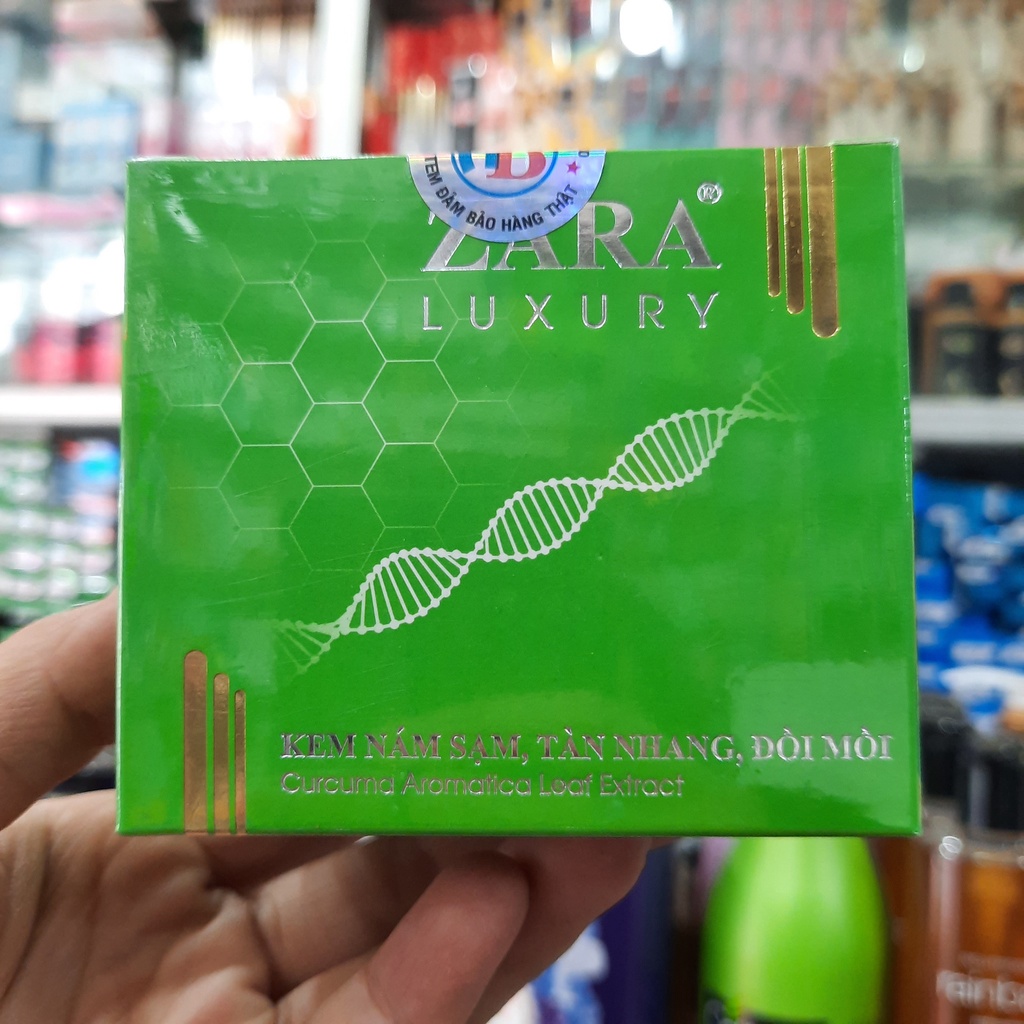 TEM ĐẢM BẢO HÀNG THẬT
ZARA®
LUXURY
KEM NÁM SẠM, TÀN NHANG, ĐỒI MỒI
Curcuma Aromatica Leaf Extract